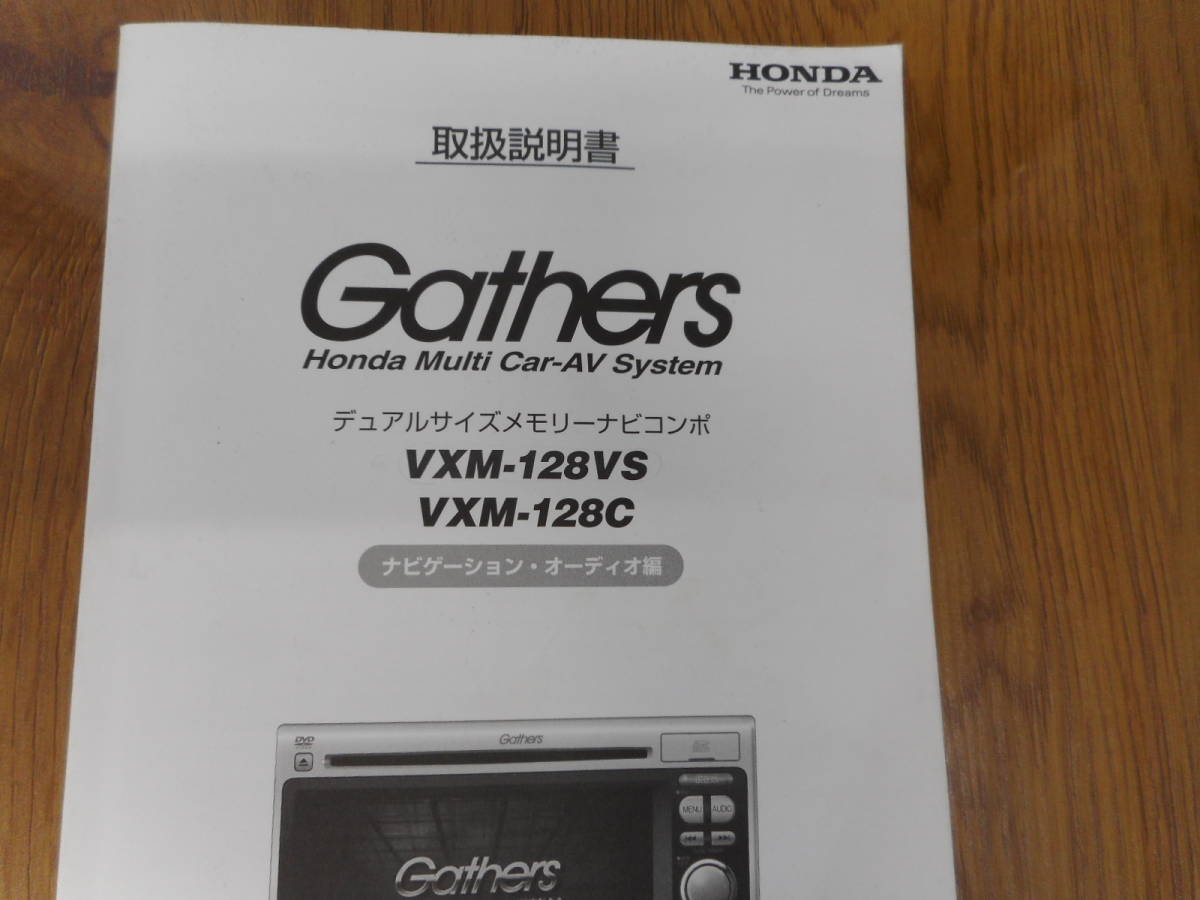 HONDA
The Power of Dreams
取扱説明書
Gathers
Honda Multi Car-AV System
デュアルサイズメモリーナビコンポ
VXM-128VS
VXM-128C
ナビゲーション・オーディオ編
DVD
Gathers
MENU
AUDIO
Gathers